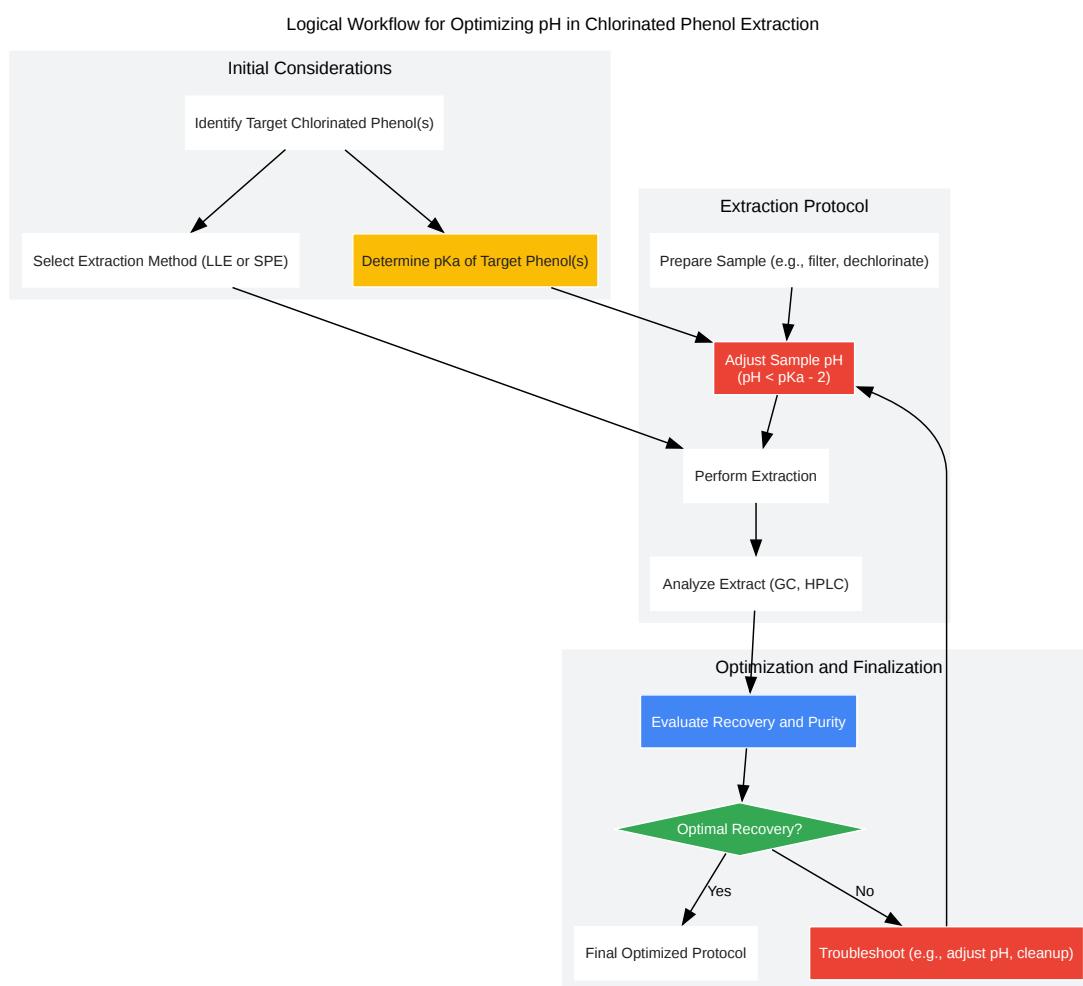 Logical Workflow for Optimizing pH in Chlorinated Phenol Extraction
Initial Considerations
Identify Target Chlorinated Phenol(s)
Select Extraction Method (LLE or SPE)
Determine pKa of Target Phenol(s)
Extraction Protocol
Prepare Sample (e.g., filter, dechlorinate)
Adjust Sample pH
(pH < pKa - 2)
Perform Extraction
Analyze Extract (GC, HPLC)
Optimization and Finalization
Evaluate Recovery and Purity
Optimal Recovery?
Yes
No
Final Optimized Protocol
Troubleshoot (e.g., adjust pH, cleanup)